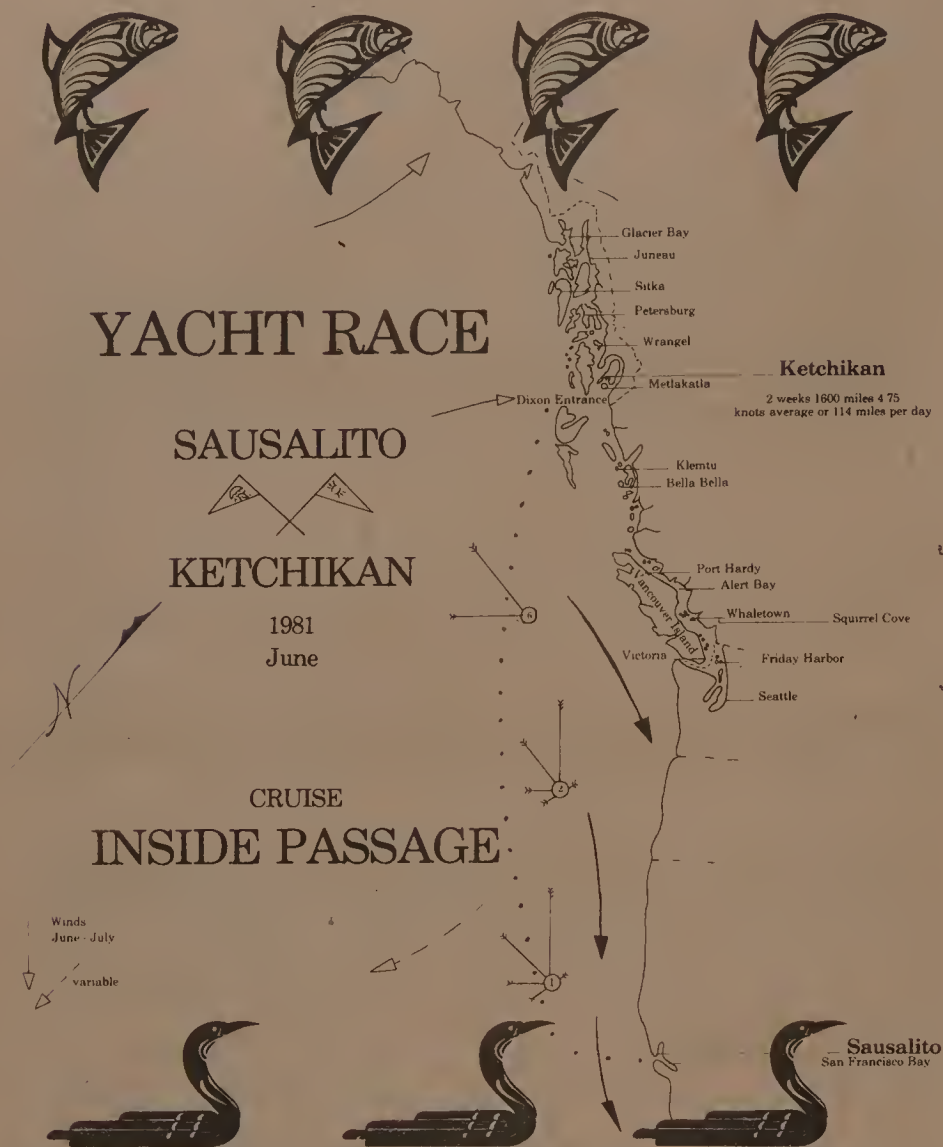 Glacier Bay
Juneau
YACHT RACE
Sitka
Petersburg
Wrangel
Ketchikan
Metlakatla
2 weeks 1600 miles 4 75
knots average or 114 miles per day
Dixon Entrance
SAUSALITO
Klemtu
Bella Bella
KETCHIKAN
1981
June
Port Hardy
Alert Bay
Vancouver Island
Whaletown
Squirrel Cove
Victoria
Friday Harbor
Seattle
N
CRUISE
INSIDE PASSAGE
Winds
June - July
variable
1
Sausalito
San Francisco Bay